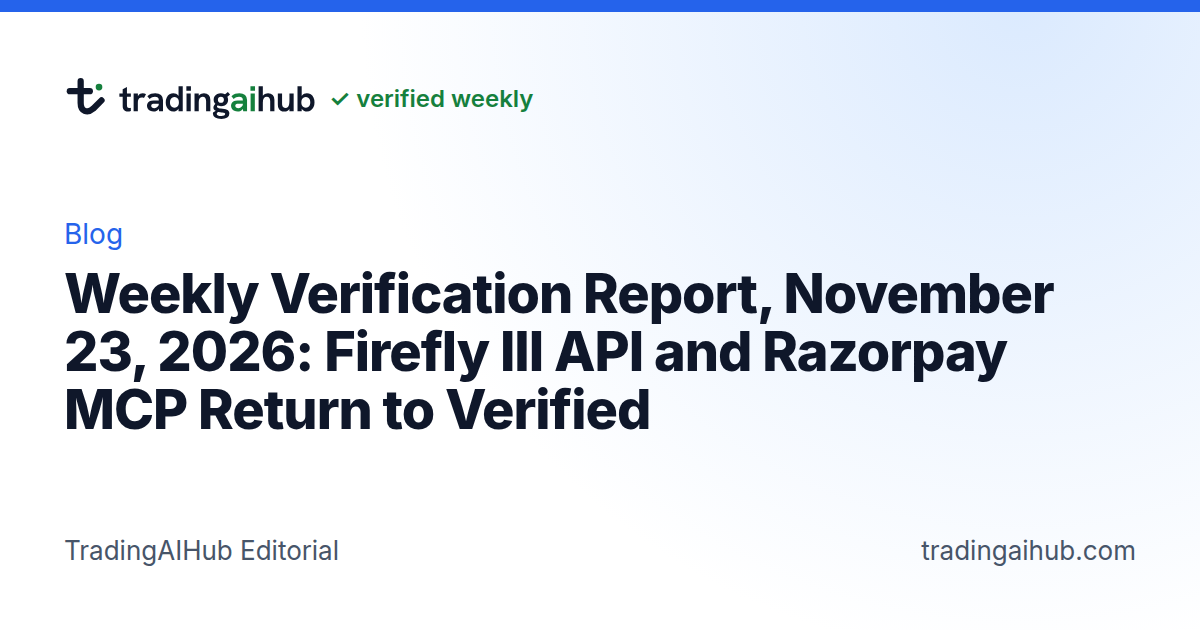 tradingaihub ✓ verified weekly
Blog
Weekly Verification Report, November
23, 2026: Firefly III API and Razorpay
MCP Return to Verified
TradingAIHub Editorial
tradingaihub.com